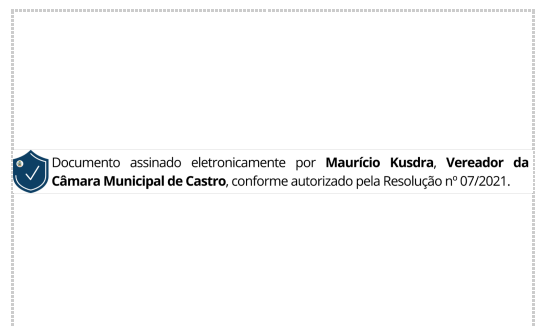 Documento assinado eletronicamente por Maurício Kusdra, Vereador da
Câmara Municipal de Castro, conforme autorizado pela Resolução nº 07/2021.